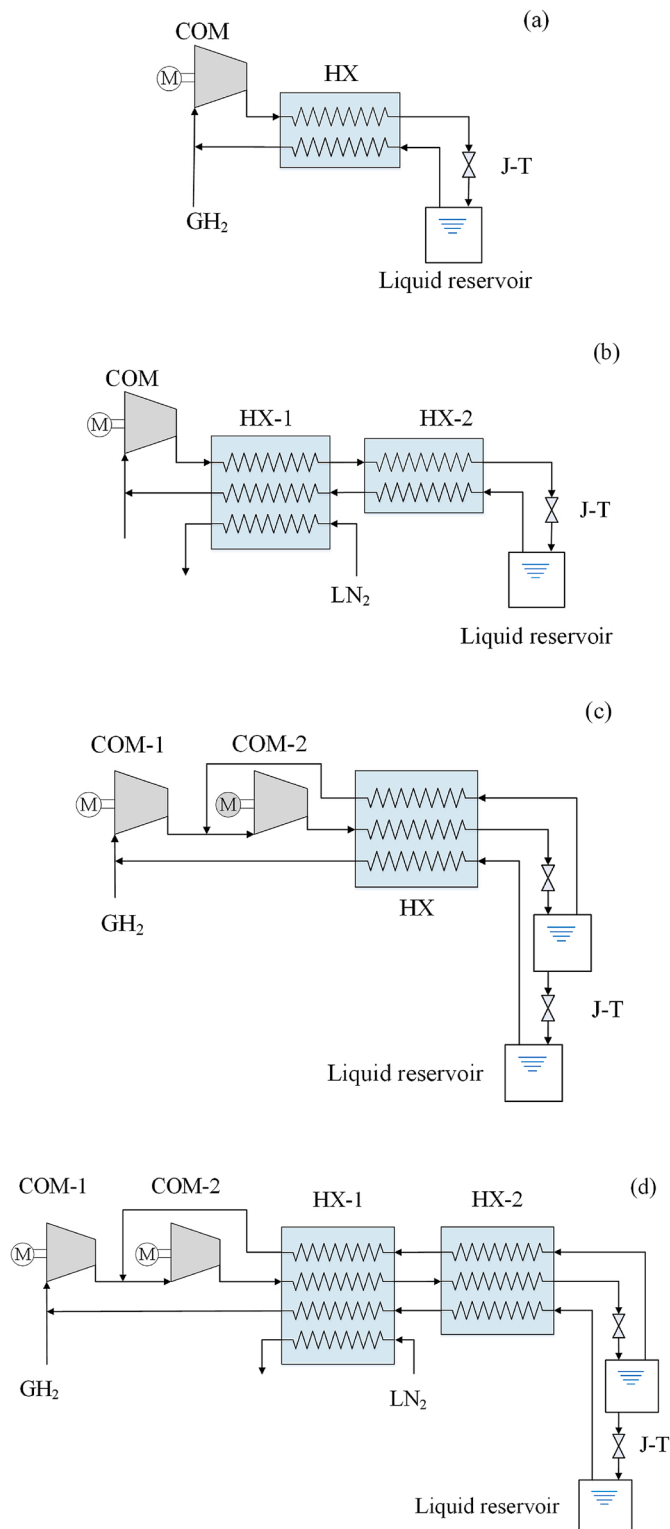 (a)
COM
HX
M
J-T
GH₂
Liquid reservoir
(b)
COM
HX-1
HX-2
M
J-T
LN₂
Liquid reservoir
(c)
COM-1
COM-2
M
M
HX
GH₂
J-T
Liquid reservoir
(d)
COM-1
COM-2
HX-1
HX-2
M
M
GH₂
LN₂
J-T
Liquid reservoir